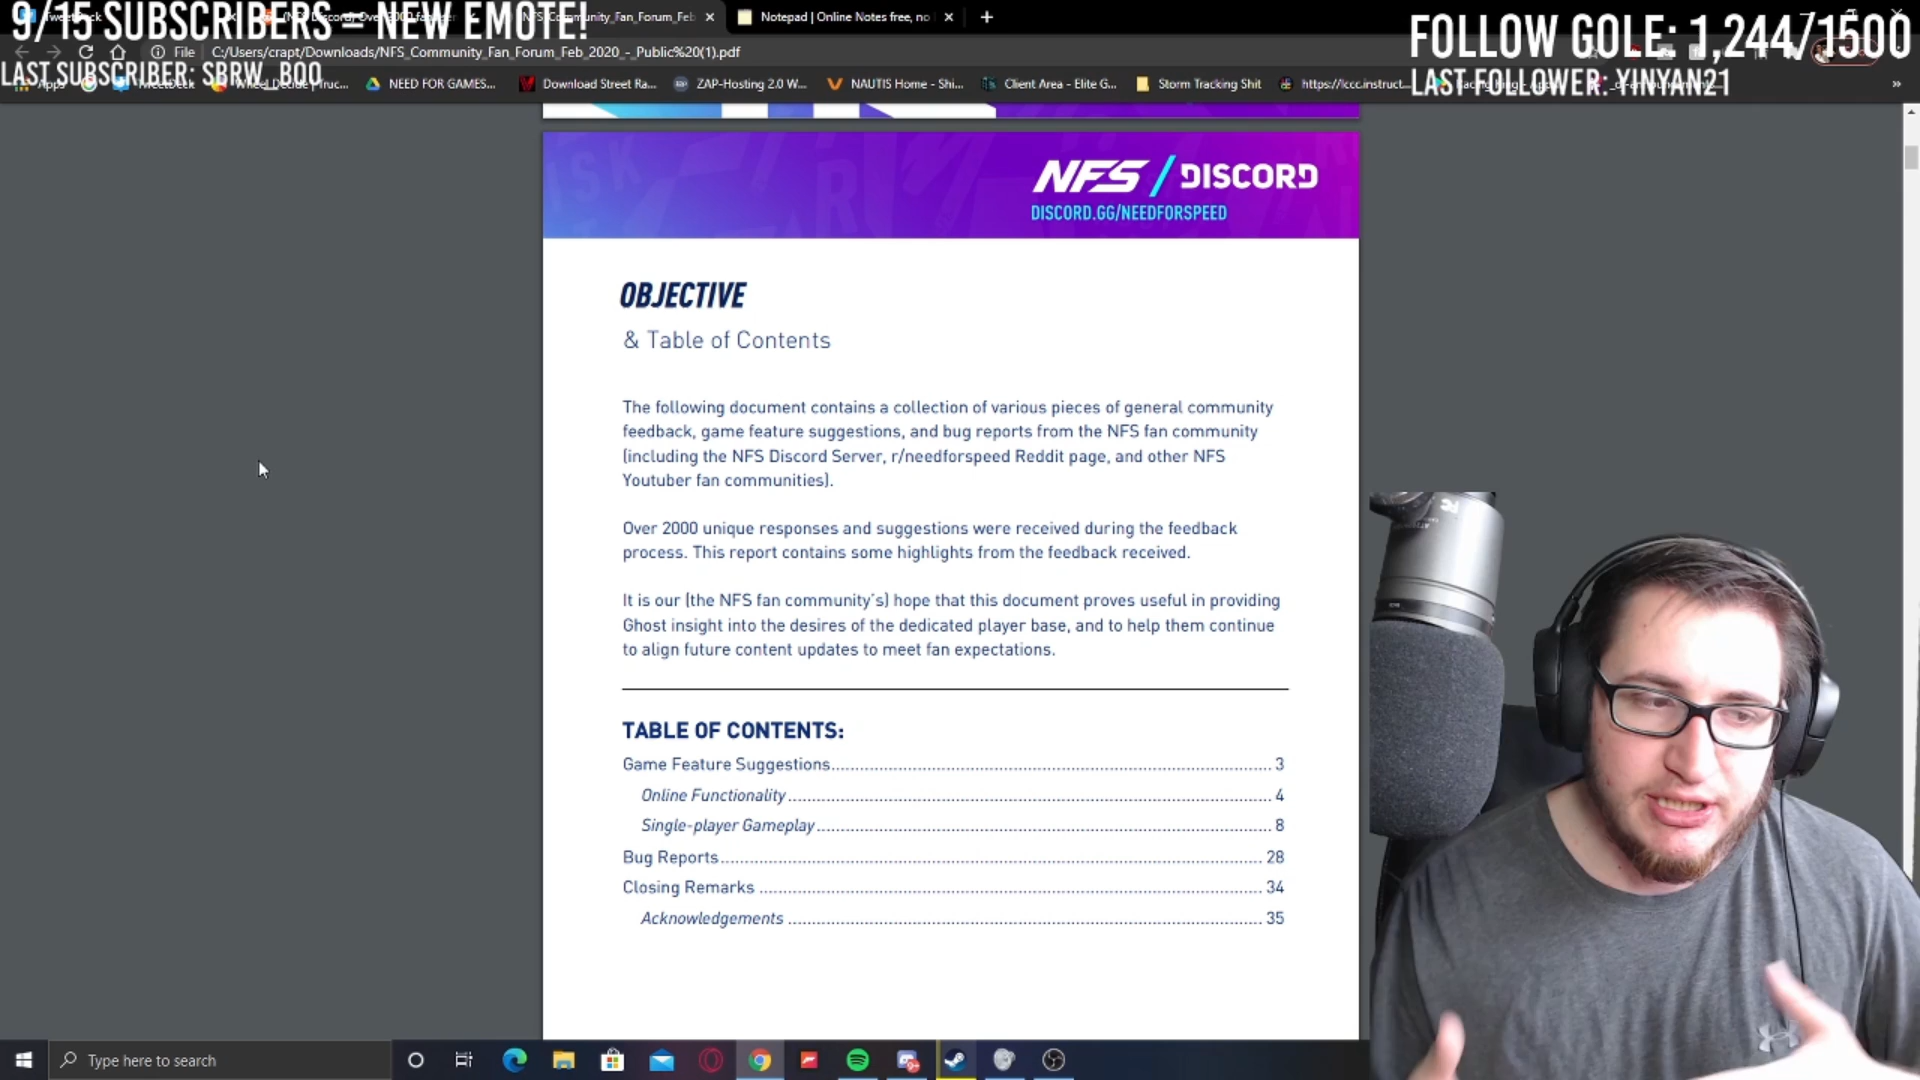 9/15 SUBSCRIBERS = NEW EMOTE!
Community_Fan_Forum_Feb
Notepad | Online Notes free, no
FOLLOW GOLE: 1,244/1500
File
C:/Users/crapt/Downloads/NFS_Community_Fan_Forum_Feb_2020_-_Public%20(1).pdf
LAST SUBSCRIBER: SBRW_BOO
LAST FOLLOWER: YINYAN21
NEED FOR GAMES...
Download Street Ra...
ZAP-Hosting 2.0 W...
NAUTIS Home - Shi...
Client Area - Elite G...
Storm Tracking Shit
https://lccc.instruct...
NFS / DISCORD
DISCORD.GG/NEEDFORSPEED
OBJECTIVE
& Table of Contents
The following document contains a collection of various pieces of general community
feedback, game feature suggestions, and bug reports from the NFS fan community
(including the NFS Discord Server, r/needforspeed Reddit page, and other NFS
Youtuber fan communities).
Over 2000 unique responses and suggestions were received during the feedback
process. This report contains some highlights from the feedback received.
It is our (the NFS fan community's) hope that this document proves useful in providing
Ghost insight into the desires of the dedicated player base, and to help them continue
to align future content updates to meet fan expectations.
TABLE OF CONTENTS:
Game Feature Suggestions 3
Online Functionality 4
Single-player Gameplay 8
Bug Reports 28
Closing Remarks 34
Acknowledgements 35
Type here to search